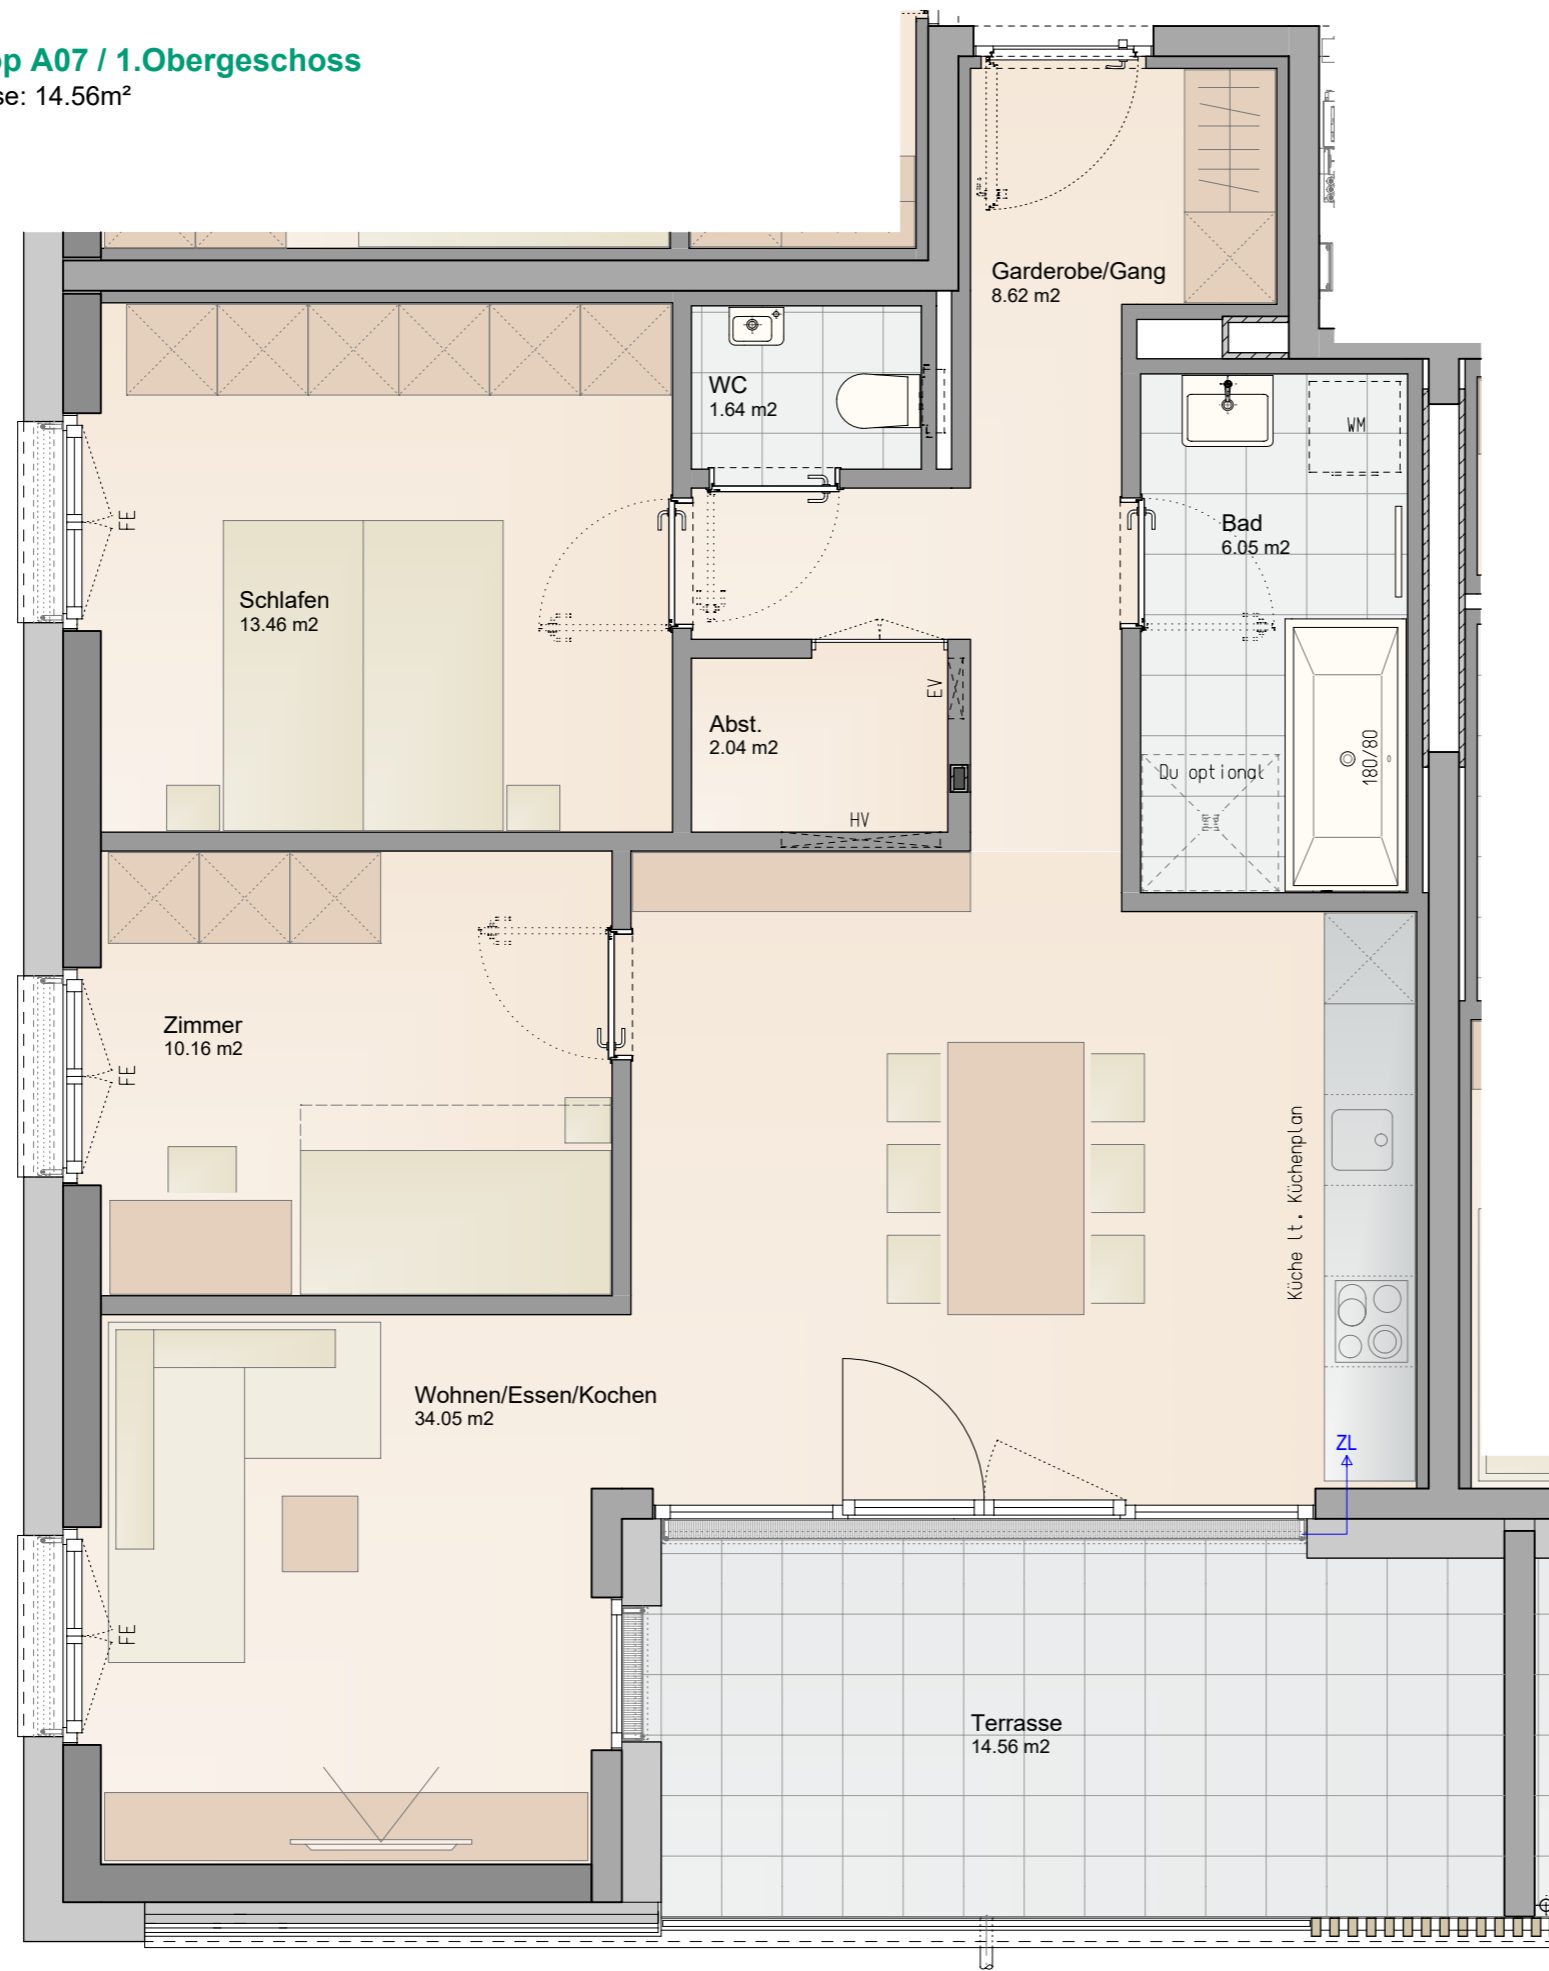 op A07 / 1.Obergeschoss
se: 14.56m²
Garderobe/Gang
8.62 m2
WC
1.64 m2
WM
Bad
6.05 m2
FE
Schlafen
13.46 m2
EV
Abst.
2.04 m2
180/80
Du optional
HV
Zimmer
10.16 m2
FE
Küche lt. Küchenplan
Wohnen/Essen/Kochen
34.05 m2
ZL
FE
Terrasse
14.56 m2